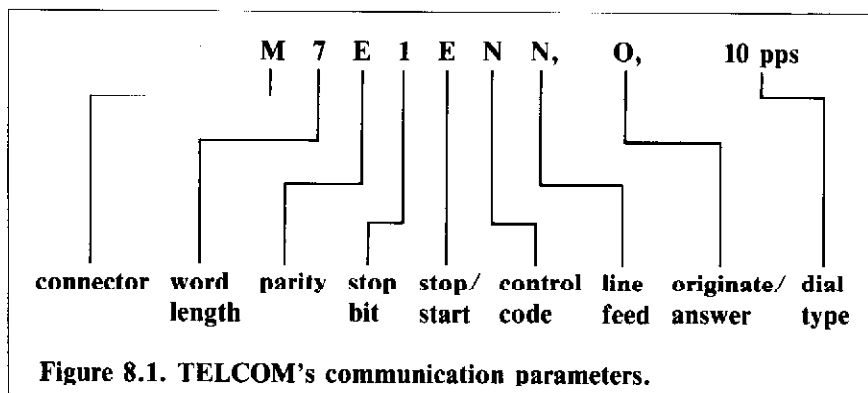 M 7 E 1 E N N, O, 10 pps
connector word parity stop stop/ control line originate/ dial
length bit start code feed answer type
Figure 8.1. TELCOM's communication parameters.